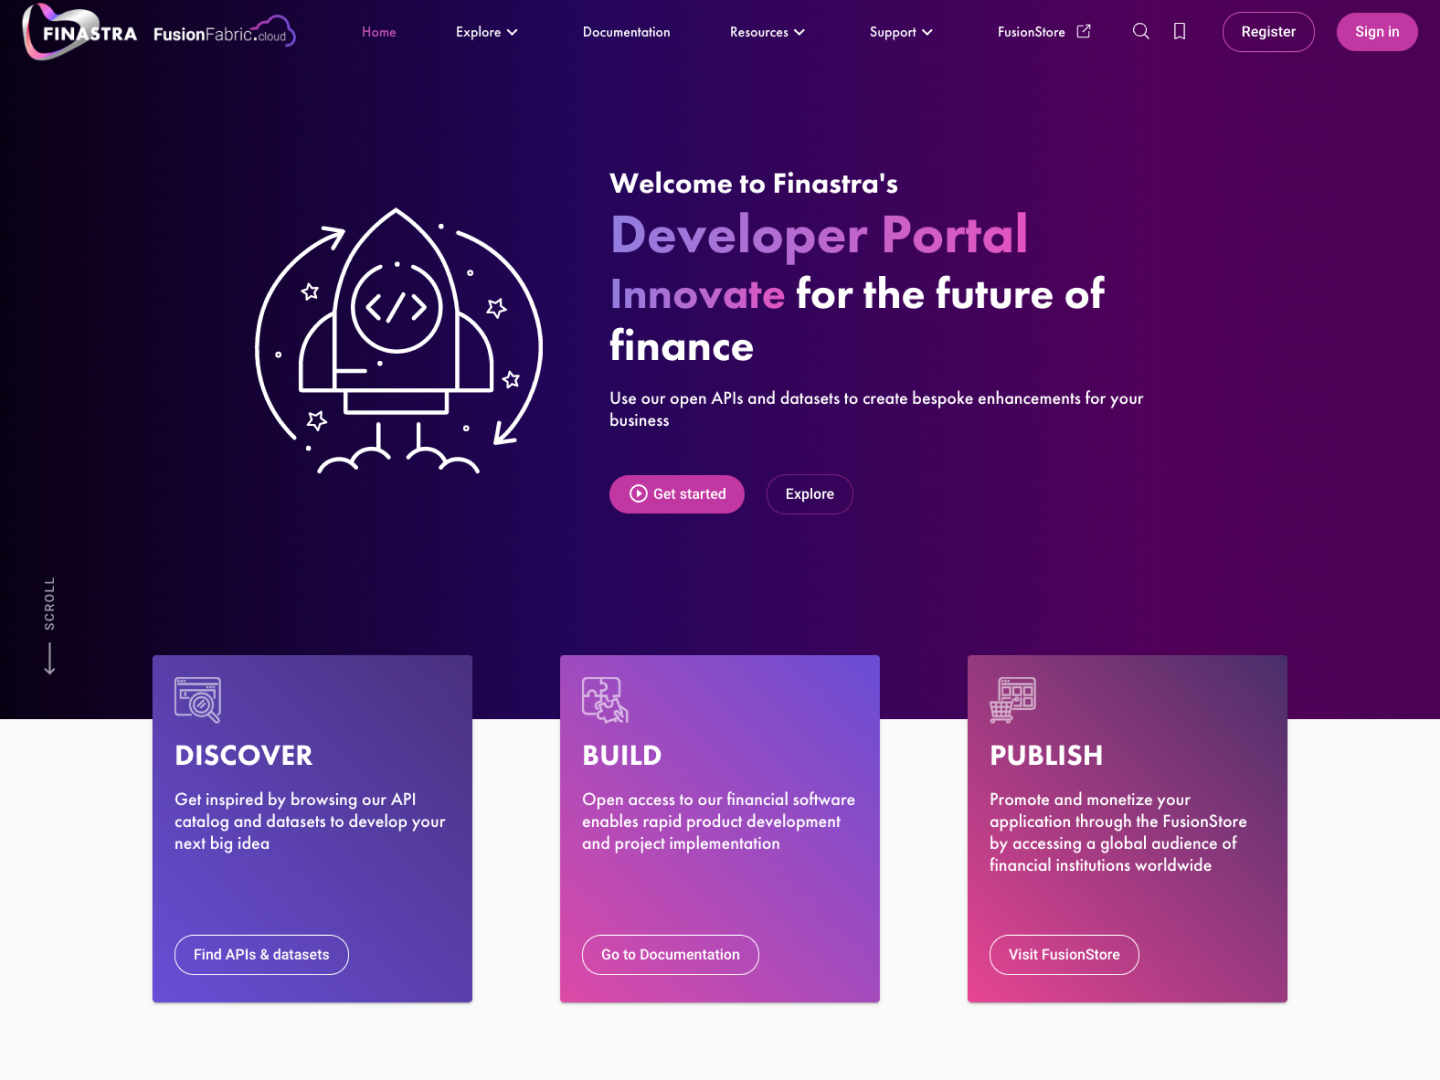 FINASTRA FusionFabric.cloud Home Explore Documentation Resources Support FusionStore Register Sign in
Welcome to Finastra's
Developer Portal
Innovate for the future of
finance
Use our open APIs and datasets to create bespoke enhancements for your
business
</> 
Get started Explore
SCROLL
DISCOVER
Get inspired by browsing our API
catalog and datasets to develop your
next big idea
Find APIs & datasets
BUILD
Open access to our financial software
enables rapid product development
and project implementation
Go to Documentation
PUBLISH
Promote and monetize your
application through the FusionStore
by accessing a global audience of
financial institutions worldwide
Visit FusionStore